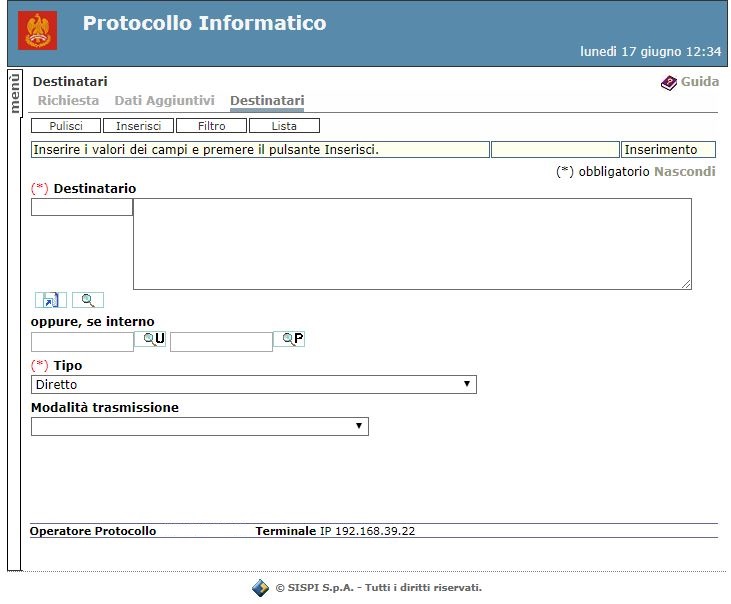 Protocollo Informatico
lunedi 17 giugno 12:34
menù
Destinatari
Guida
Richiesta Dati Aggiuntivi Destinatari
Pulisci Inserisci Filtro Lista
Inserire i valori dei campi e premere il pulsante Inserisci. Inserimento
(*) obbligatorio Nascondi
(*) Destinatario
oppure, se interno
U P
(*) Tipo
Diretto
Modalità trasmissione
Operatore Protocollo Terminale IP 192.168.39.22
© SISPI S.p.A. - Tutti i diritti riservati.